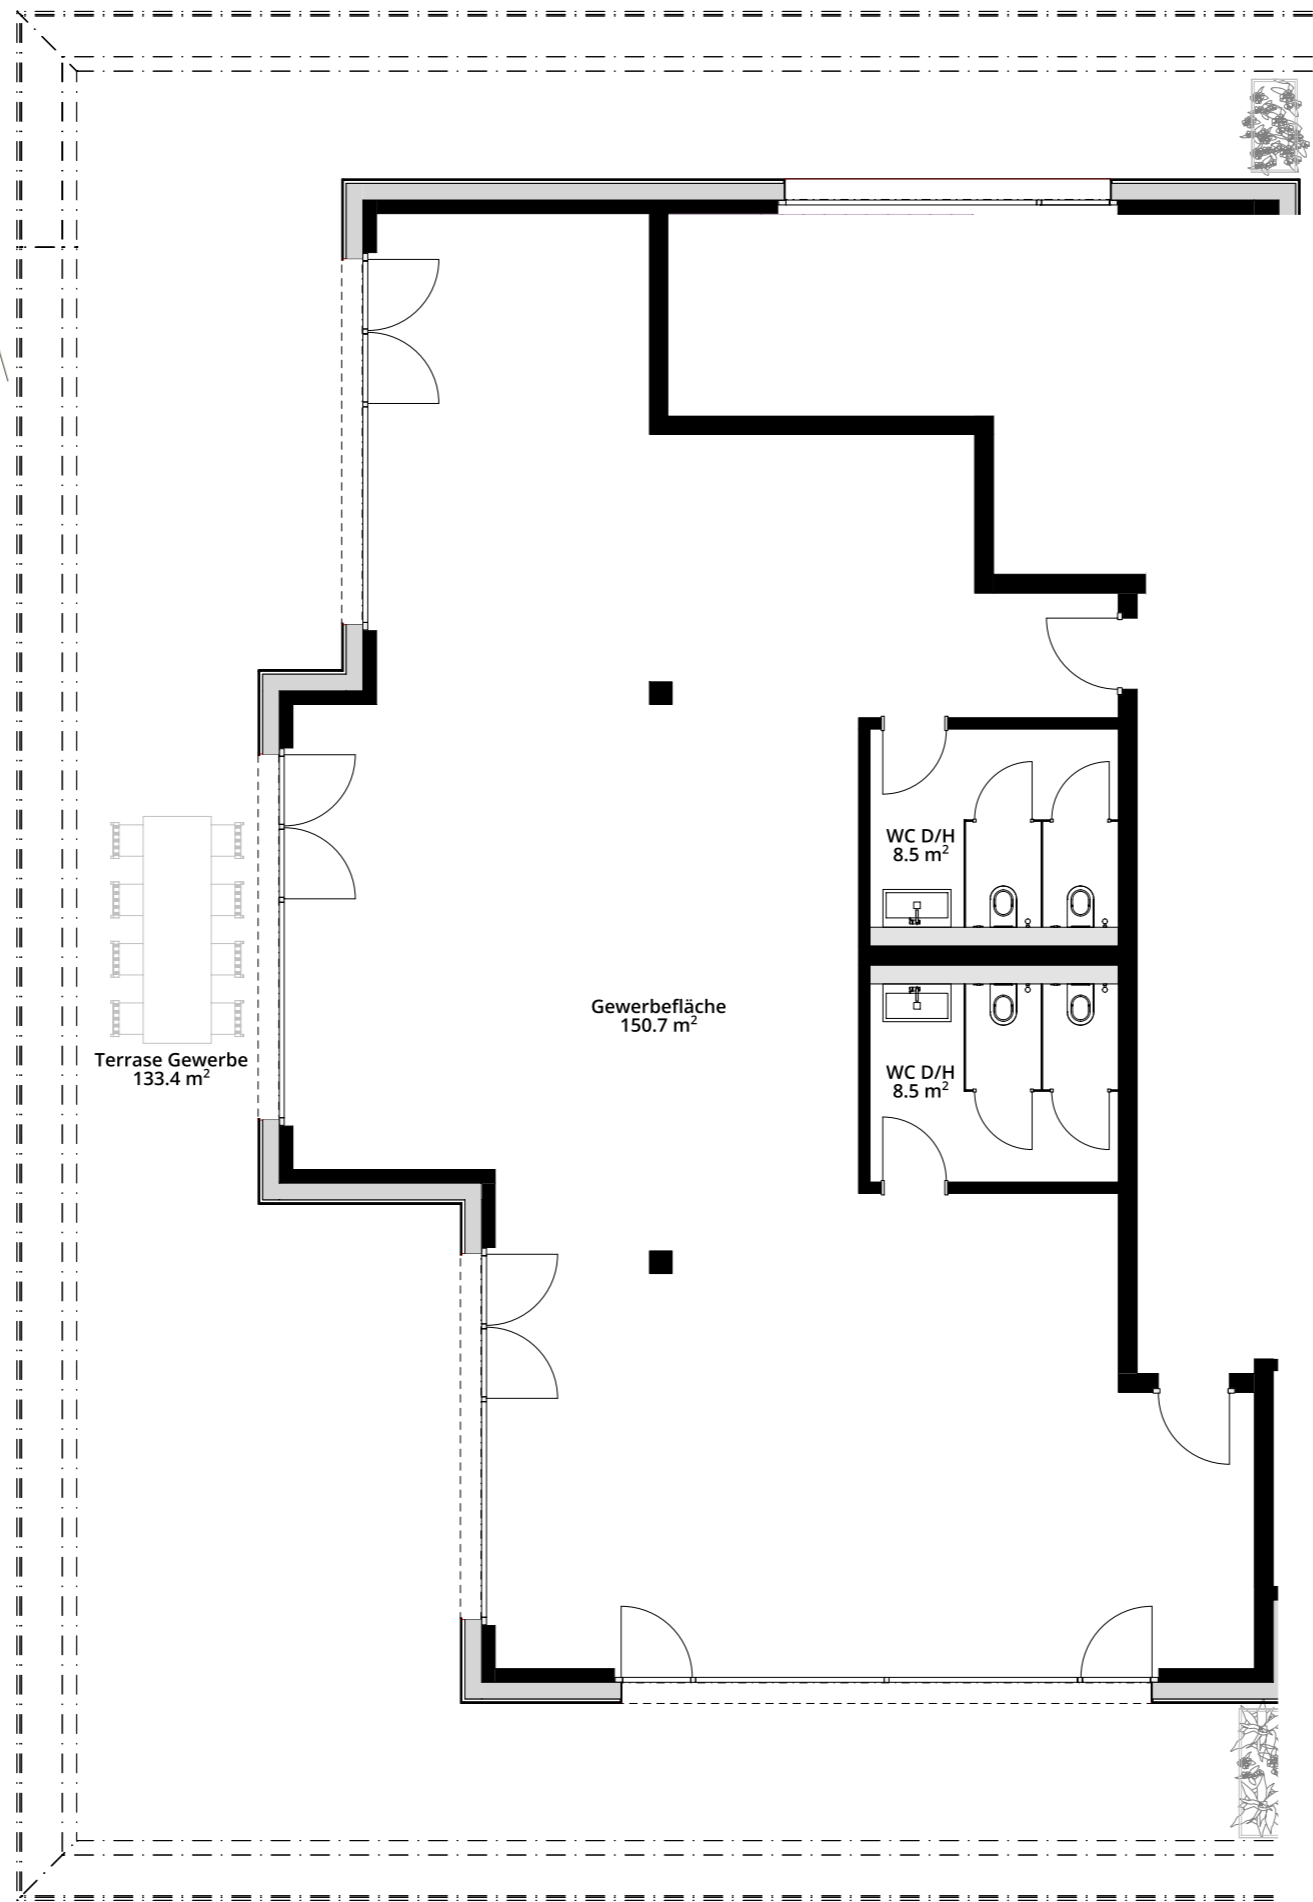 WC D/H
8.5 m²
Gewerbefläche
150.7 m²
Terrase Gewerbe
133.4 m²
WC D/H
8.5 m²